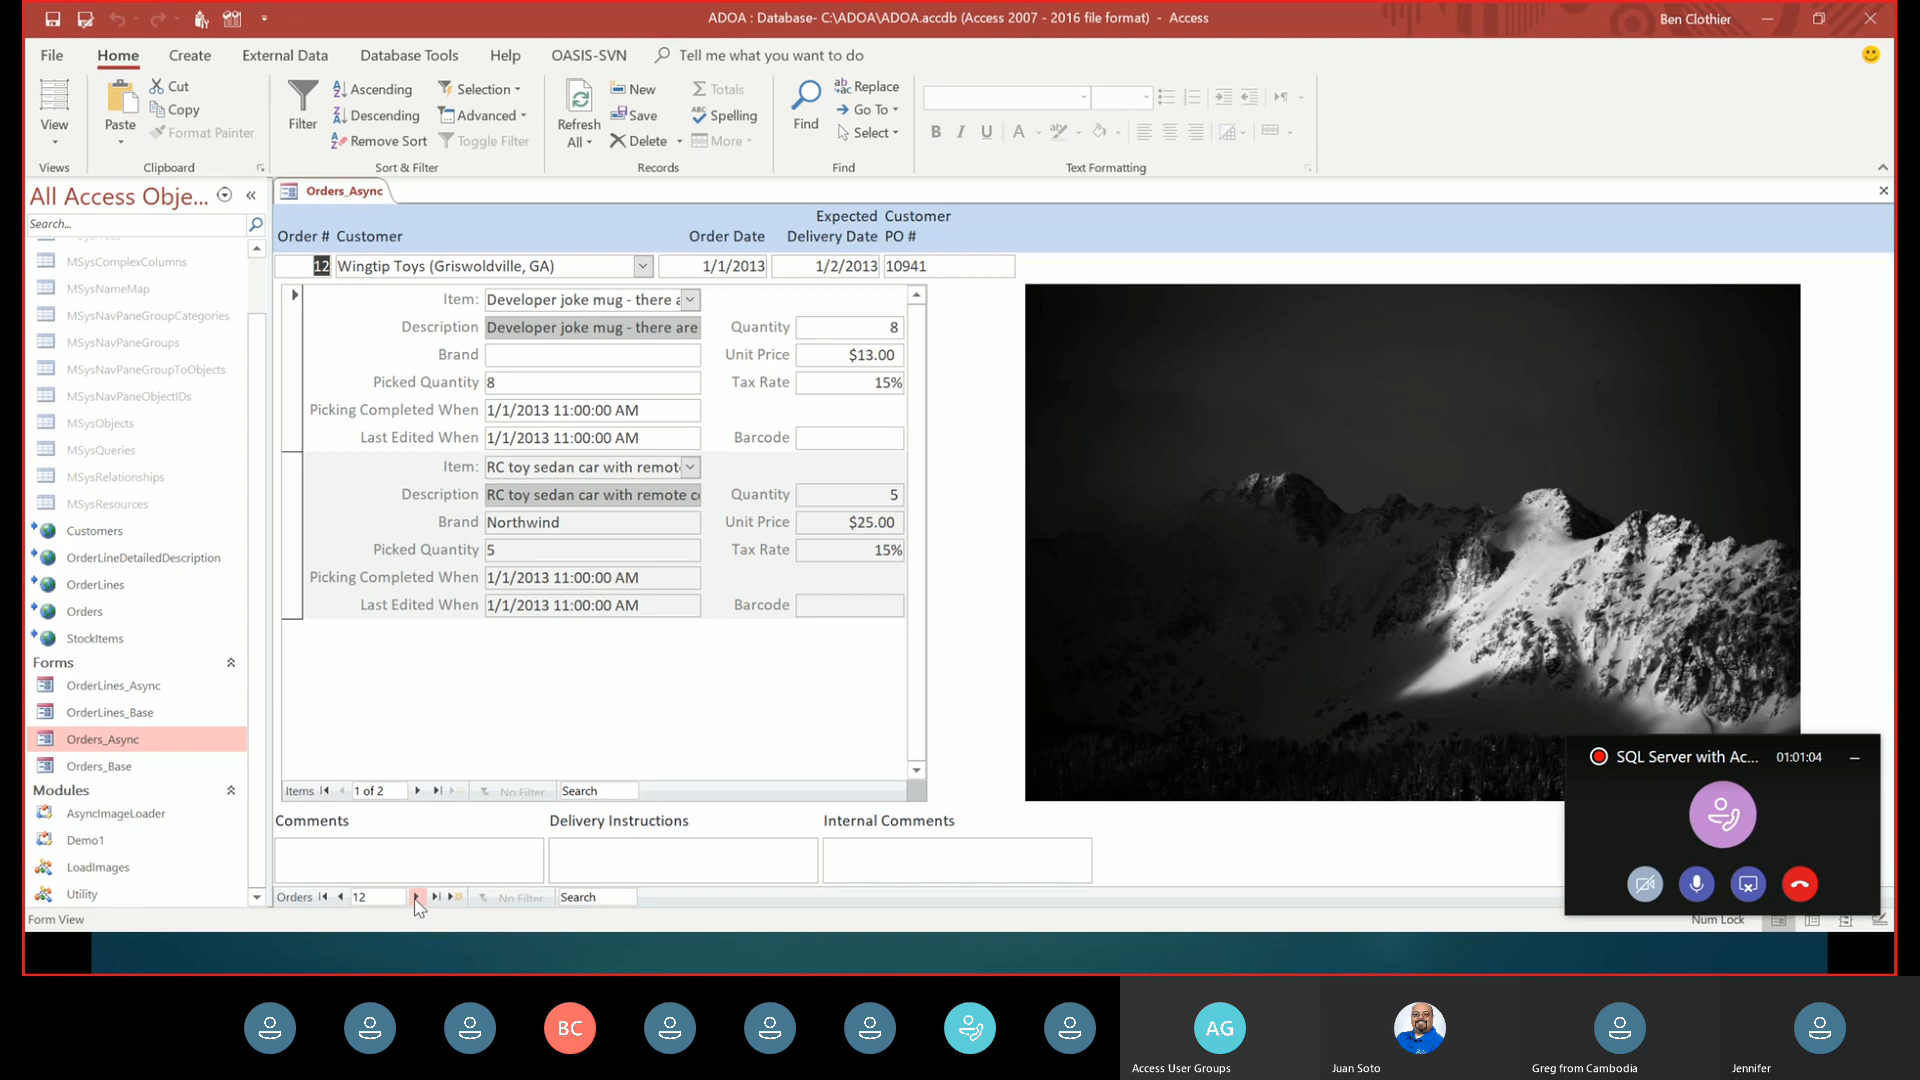 ADOA : Database- C:\ADOA\ADOA.accdb (Access 2007 - 2016 file format) - Access
Ben Clothier
File Home Create External Data Database Tools Help OASIS-SVN Tell me what you want to do
View
Views
Paste
Cut
Copy
Format Painter
Clipboard
Filter
Ascending
Descending
Remove Sort
Selection
Advanced
Toggle Filter
Sort & Filter
Refresh
All
New
Save
Delete
Totals
Spelling
More
Records
Find
Replace
Go To
Select
Find
B I U A
Text Formatting
All Access Obje...
Search...
MSysComplexColumns
MSysNameMap
MSysNavPaneGroupCategories
MSysNavPaneGroups
MSysNavPaneGroupToObjects
MSysNavPaneObjectIDs
MSysObjects
MSysQueries
MSysRelationships
MSysResources
Customers
OrderLineDetailedDescription
OrderLines
Orders
StockItems
Forms
OrderLines_Async
OrderLines_Base
Orders_Async
Orders_Base
Modules
AsyncImageLoader
Demo1
LoadImages
Utility
Orders_Async
Expected Customer
Order # Customer Order Date Delivery Date PO #
12 Wingtip Toys (Griswoldville, GA) 1/1/2013 1/2/2013 10941
Item: Developer joke mug - there a
Description Developer joke mug - there are Quantity 8
Brand Unit Price $13.00
Picked Quantity 8 Tax Rate 15%
Picking Completed When 1/1/2013 11:00:00 AM
Last Edited When 1/1/2013 11:00:00 AM Barcode
Item: RC toy sedan car with remot
Description RC toy sedan car with remote c Quantity 5
Brand Northwind Unit Price $25.00
Picked Quantity 5 Tax Rate 15%
Picking Completed When 1/1/2013 11:00:00 AM
Last Edited When 1/1/2013 11:00:00 AM Barcode
Items 1 of 2 No Filter Search
Comments Delivery Instructions Internal Comments
Orders 12 No Filter Search
Form View
Num Lock
SQL Server with Ac... 01:01:04
BC
AG
Access User Groups
Juan Soto
Greg from Cambodia
Jennifer